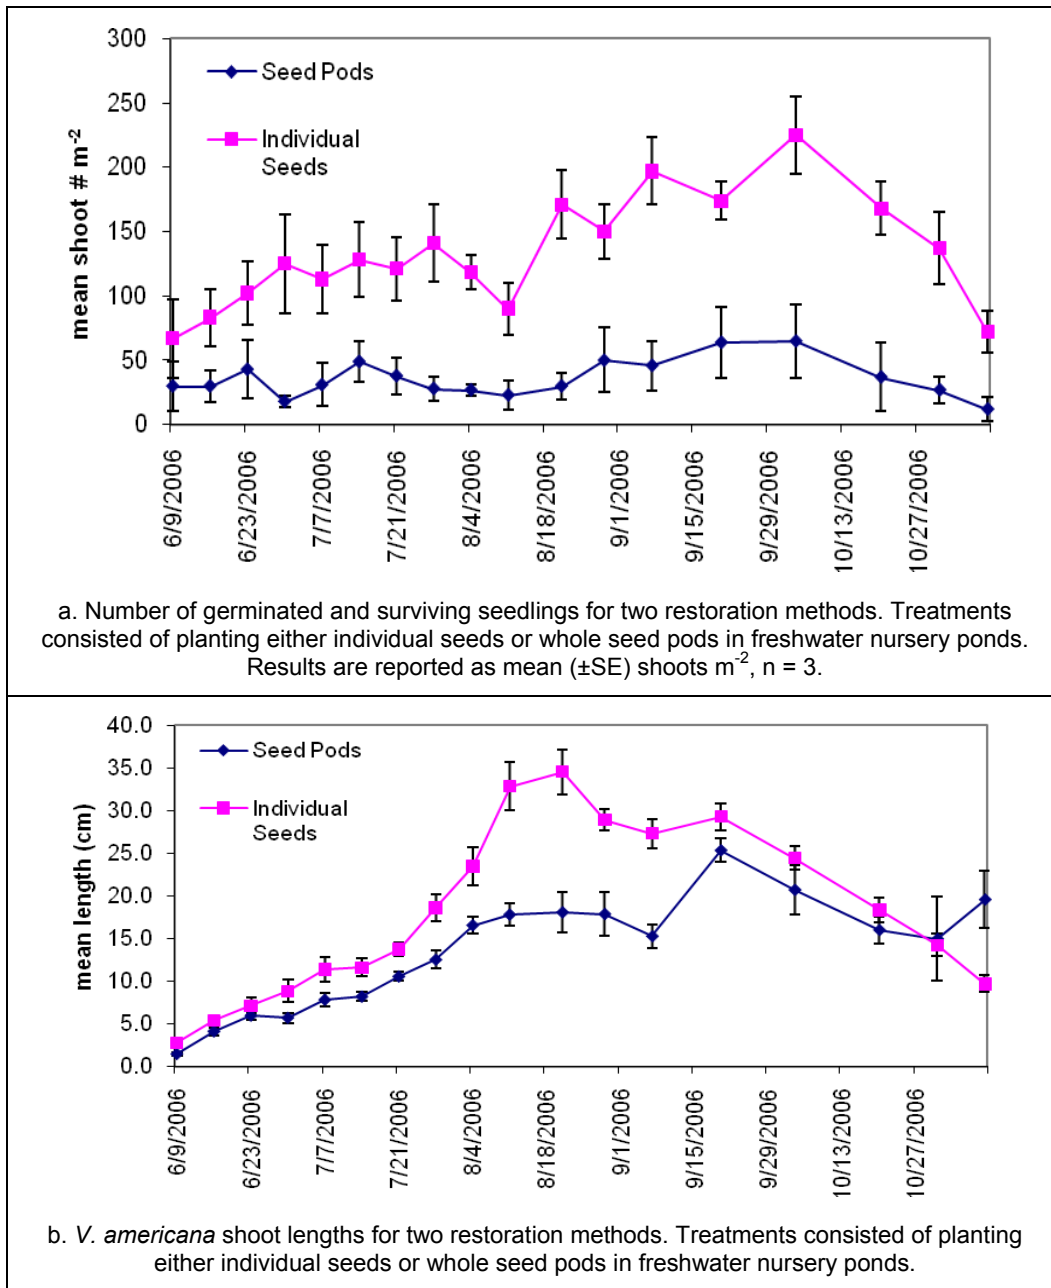 300
250
200
150
100
50
0
mean shoot # m-2
Seed Pods
Individual
Seeds
6/9/2006
6/23/2006
7/7/2006
7/21/2006
8/4/2006
8/18/2006
9/1/2006
9/15/2006
9/29/2006
10/13/2006
10/27/2006
a. Number of germinated and surviving seedlings for two restoration methods. Treatments
consisted of planting either individual seeds or whole seed pods in freshwater nursery ponds.
Results are reported as mean (±SE) shoots m-2, n = 3.
40.0
35.0
30.0
25.0
20.0
15.0
10.0
5.0
0.0
mean length (cm)
Seed Pods
Individual
Seeds
6/9/2006
6/23/2006
7/7/2006
7/21/2006
8/4/2006
8/18/2006
9/1/2006
9/15/2006
9/29/2006
10/13/2006
10/27/2006
b. V. americana shoot lengths for two restoration methods. Treatments consisted of planting
either individual seeds or whole seed pods in freshwater nursery ponds.